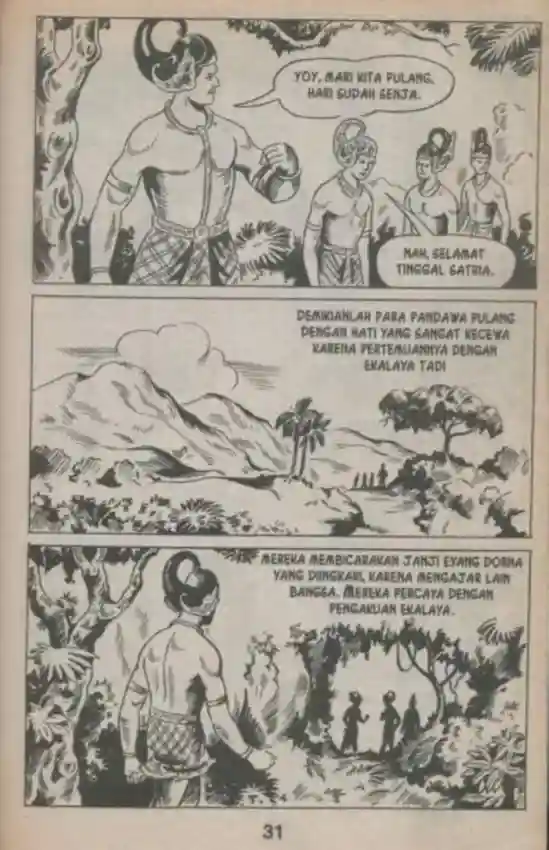 YOY, MARI KITA PULANG.
HARI SUDAH SENJA.
NAH, SELAMAT
TINGGAL SATRIA.
DEMIKIANLAH PARA PANDAWA PULANG
DENGAN HATI YANG SANGAT KECEWA
KARENA PERTEMUANNYA DENGAN
EKALAYA TADI
MEREKA MEMBICARAKAN JANJI EYANG DORNA
YANG DIINGKARI, KARENA MENGAJAR LAIN
BANGSA. MEREKA PERCAYA DENGAN
PENGAKUAN EKALAYA.
31